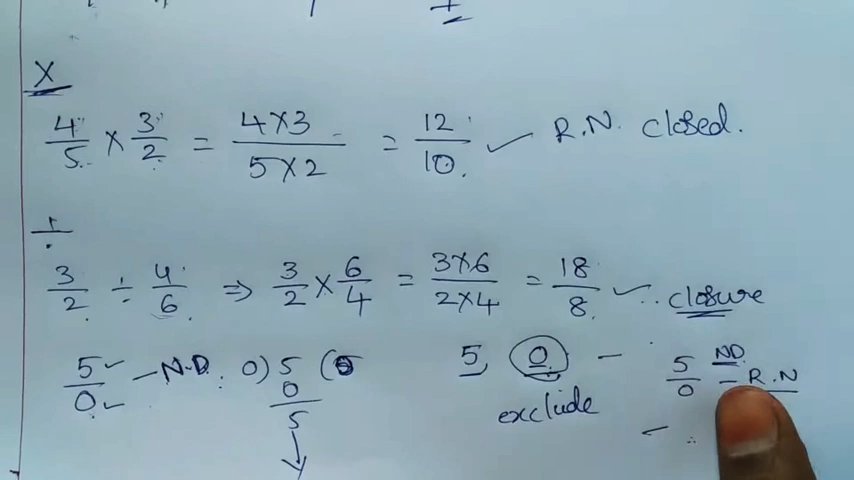 +
X
4/5 × 3/2 = 4×3/5×2 = 12/10 ✓ R.N. closed.
÷
3/2 ÷ 4/6 ⇒ 3/2 × 6/4 = 3×6/2×4 = 18/8 ✓ closure
5/0 – N.D. 0) 5 (0 5, 0 – 5/0 ND – R.N
0
5 exclude